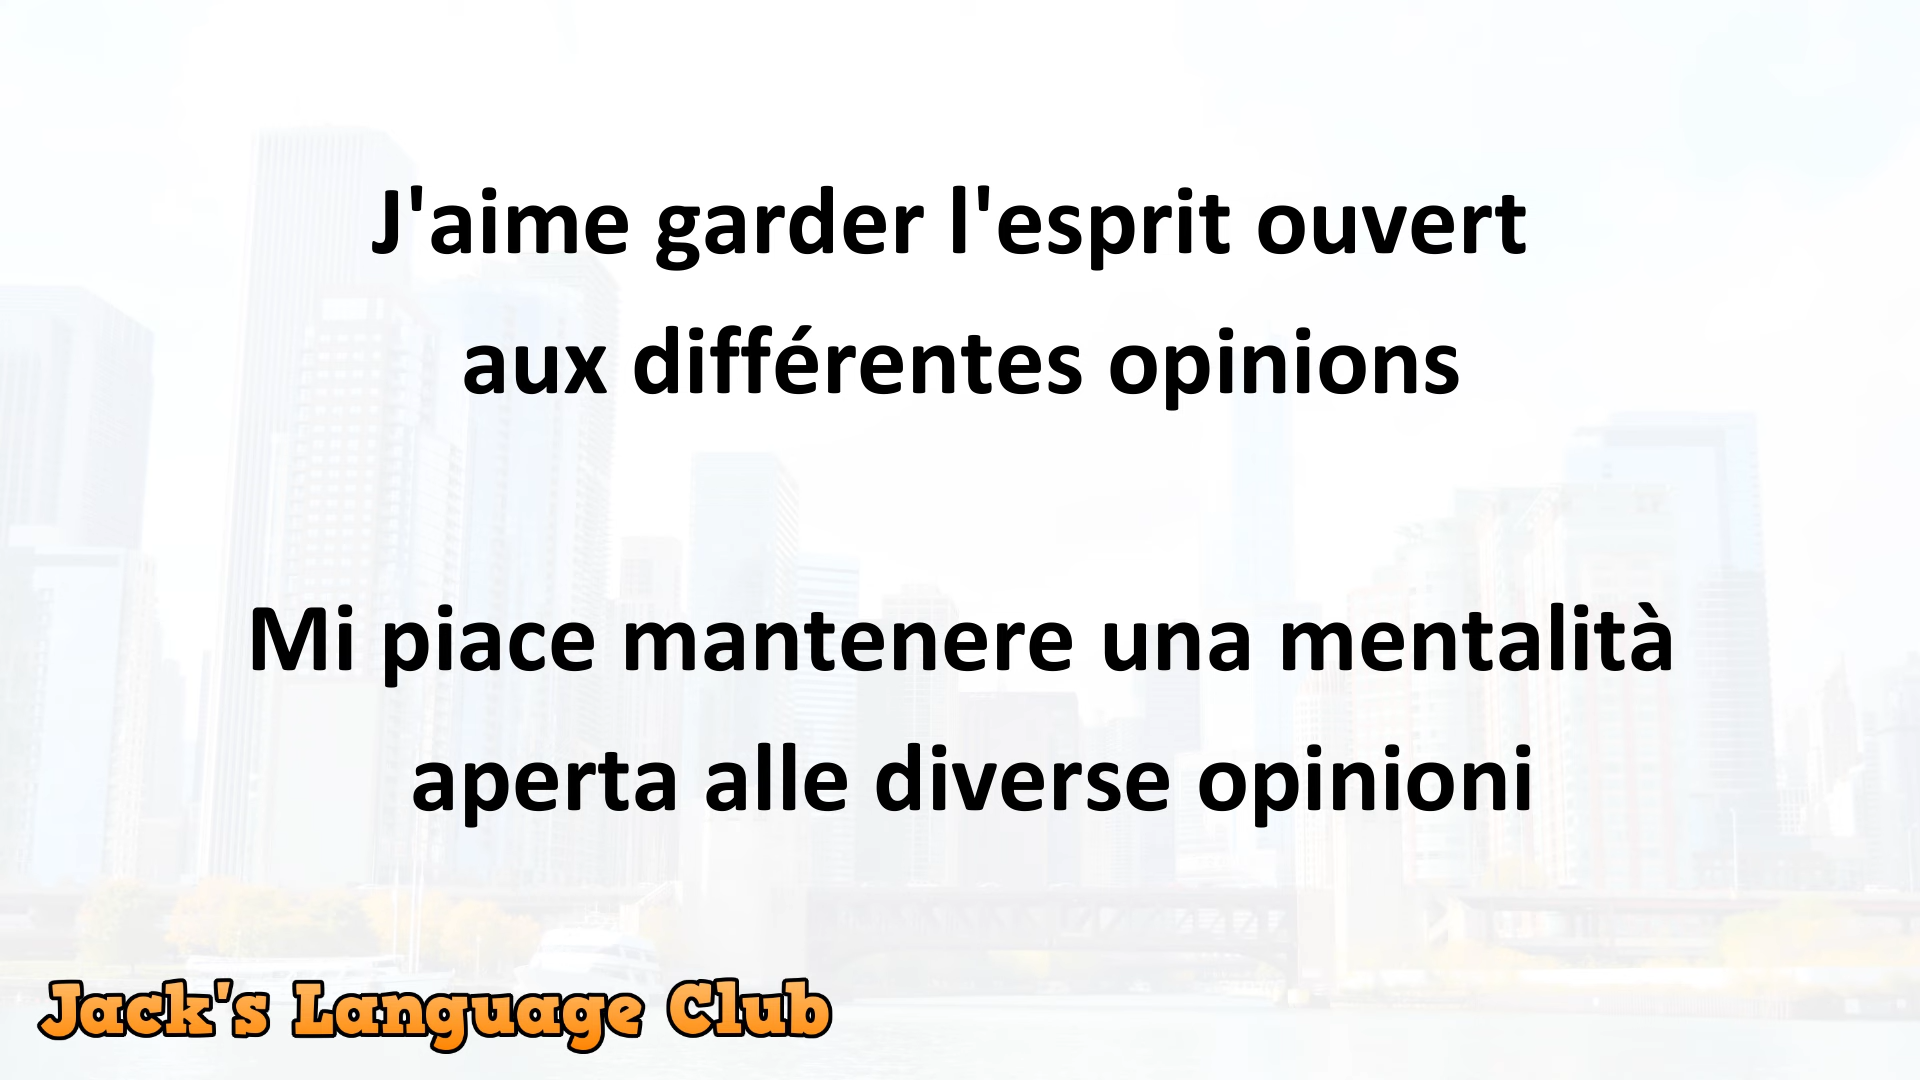 J'aime garder l'esprit ouvert
aux différentes opinions
Mi piace mantenere una mentalità
aperta alle diverse opinioni
Jack's Language Club